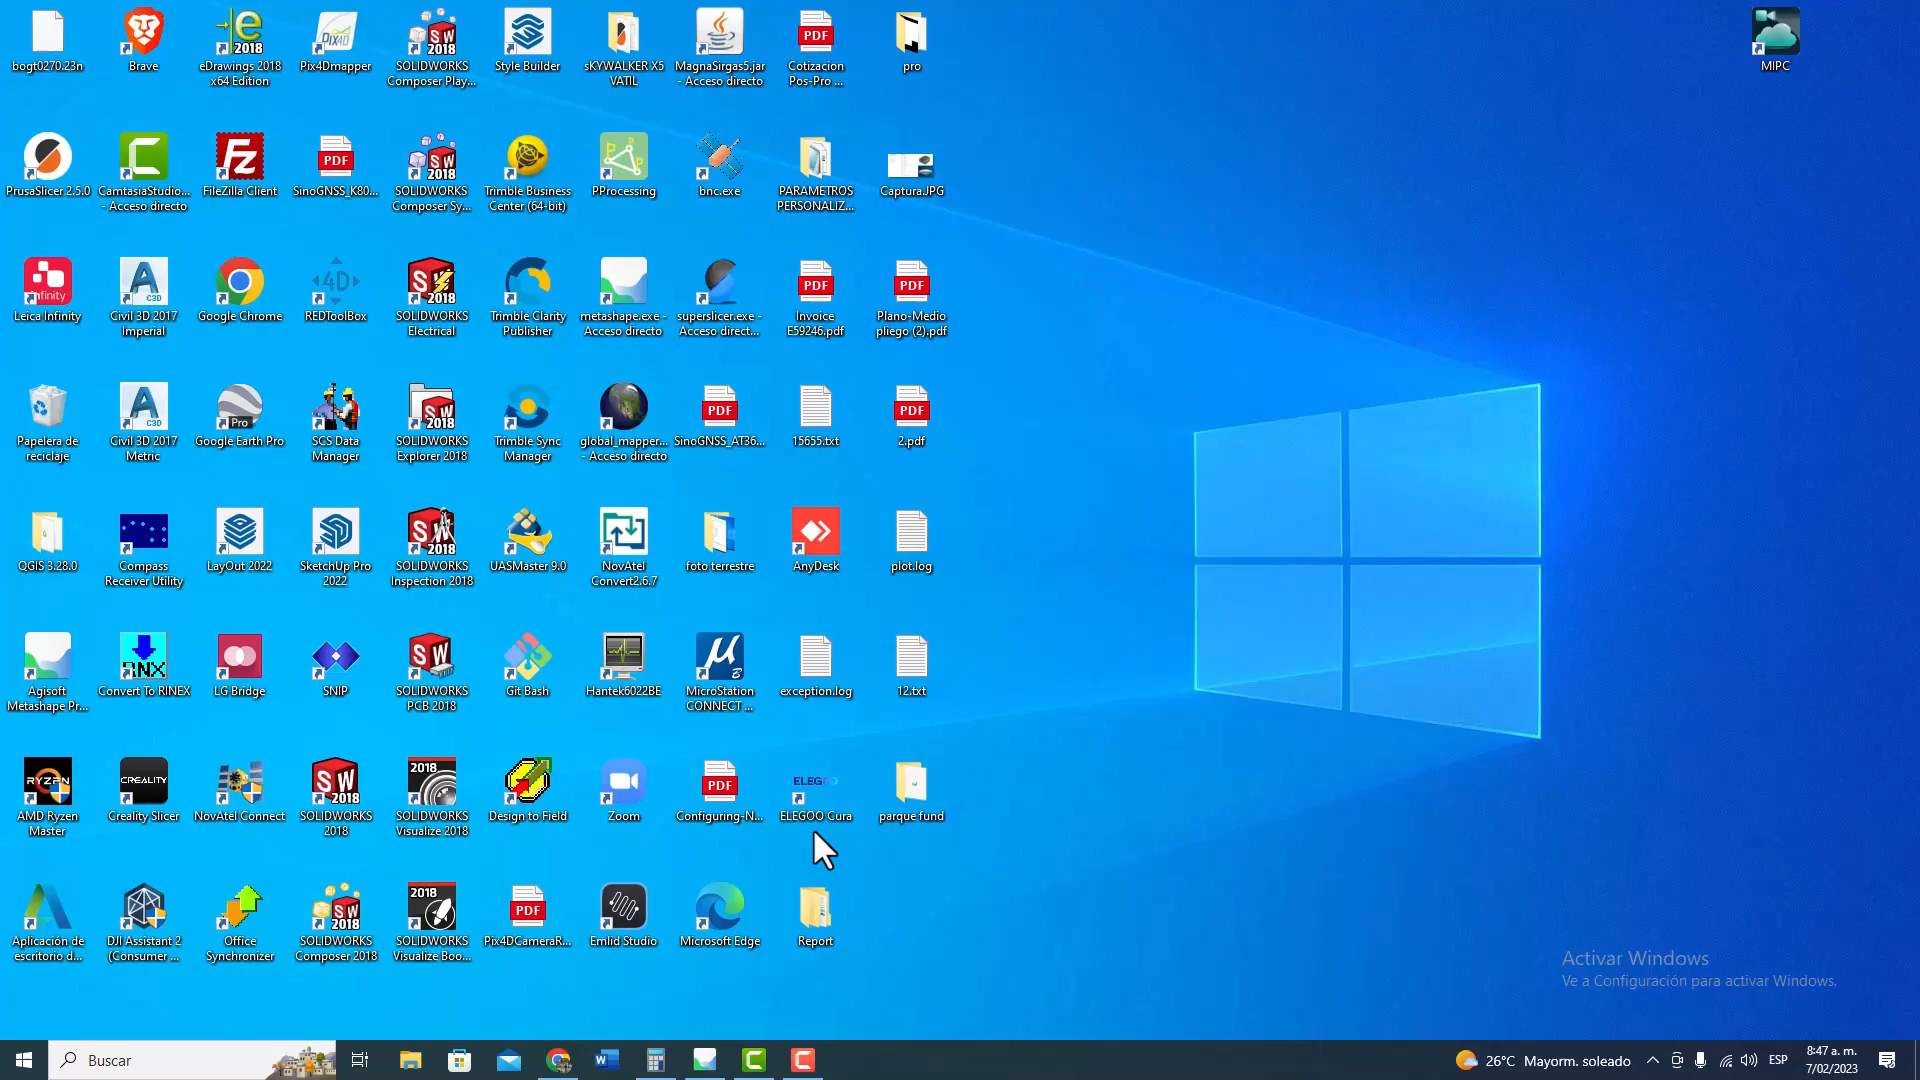 bogt0270.23n
Brave
eDrawings 2018
x64 Edition
Pix4Dmapper
SOLIDWORKS
Composer Play...
Style Builder
sKYWALKER X5
VATIL
MagnaSirgas5.jar
- Acceso directo
Cotizacion
Pos-Pro ...
pro
MIPC
PrusaSlicer 2.5.0
CamtasiaStudio...
- Acceso directo
FileZilla Client
SinoGNSS_K80...
SOLIDWORKS
Composer Sy...
Trimble Business
Center (64-bit)
PProcessing
bnc.exe
PARAMETROS
PERSONALIZ...
Captura.JPG
Leica Infinity
Civil 3D 2017
Imperial
Google Chrome
REDToolBox
SOLIDWORKS
Electrical
Trimble Clarity
Publisher
metashape.exe -
Acceso directo
superslicer.exe -
Acceso direct...
Invoice
E59246.pdf
Plano-Medio
pliego (2).pdf
Papelera de
reciclaje
Civil 3D 2017
Metric
Google Earth Pro
SCS Data
Manager
SOLIDWORKS
Explorer 2018
Trimble Sync
Manager
global_mapper...
- Acceso directo
SinoGNSS_AT36...
15655.txt
2.pdf
QGIS 3.28.0
Compass
Receiver Utility
LayOut 2022
SketchUp Pro
2022
SOLIDWORKS
Inspection 2018
UASMaster 9.0
NovAtel
Convert2.6.7
foto terrestre
AnyDesk
plot.log
Agisoft
Metashape Pr...
Convert To RINEX
LG Bridge
SNIP
SOLIDWORKS
PCB 2018
Git Bash
Hantek6022BE
MicroStation
CONNECT ...
exception.log
12.txt
AMD Ryzen
Master
Creality Slicer
NovAtel Connect
SOLIDWORKS
2018
SOLIDWORKS
Visualize 2018
Design to Field
Zoom
Configuring-N...
ELEGOO Cura
parque fund
Aplicación de
escritorio d...
DJI Assistant 2
(Consumer ...
Office
Synchronizer
SOLIDWORKS
Composer 2018
SOLIDWORKS
Visualize Boo...
Pix4DCameraR...
Emlid Studio
Microsoft Edge
Report
Activar Windows
Ve a Configuración para activar Windows.
Buscar
26°C Mayorm. soleado
ESP
8:47 a. m.
7/02/2023